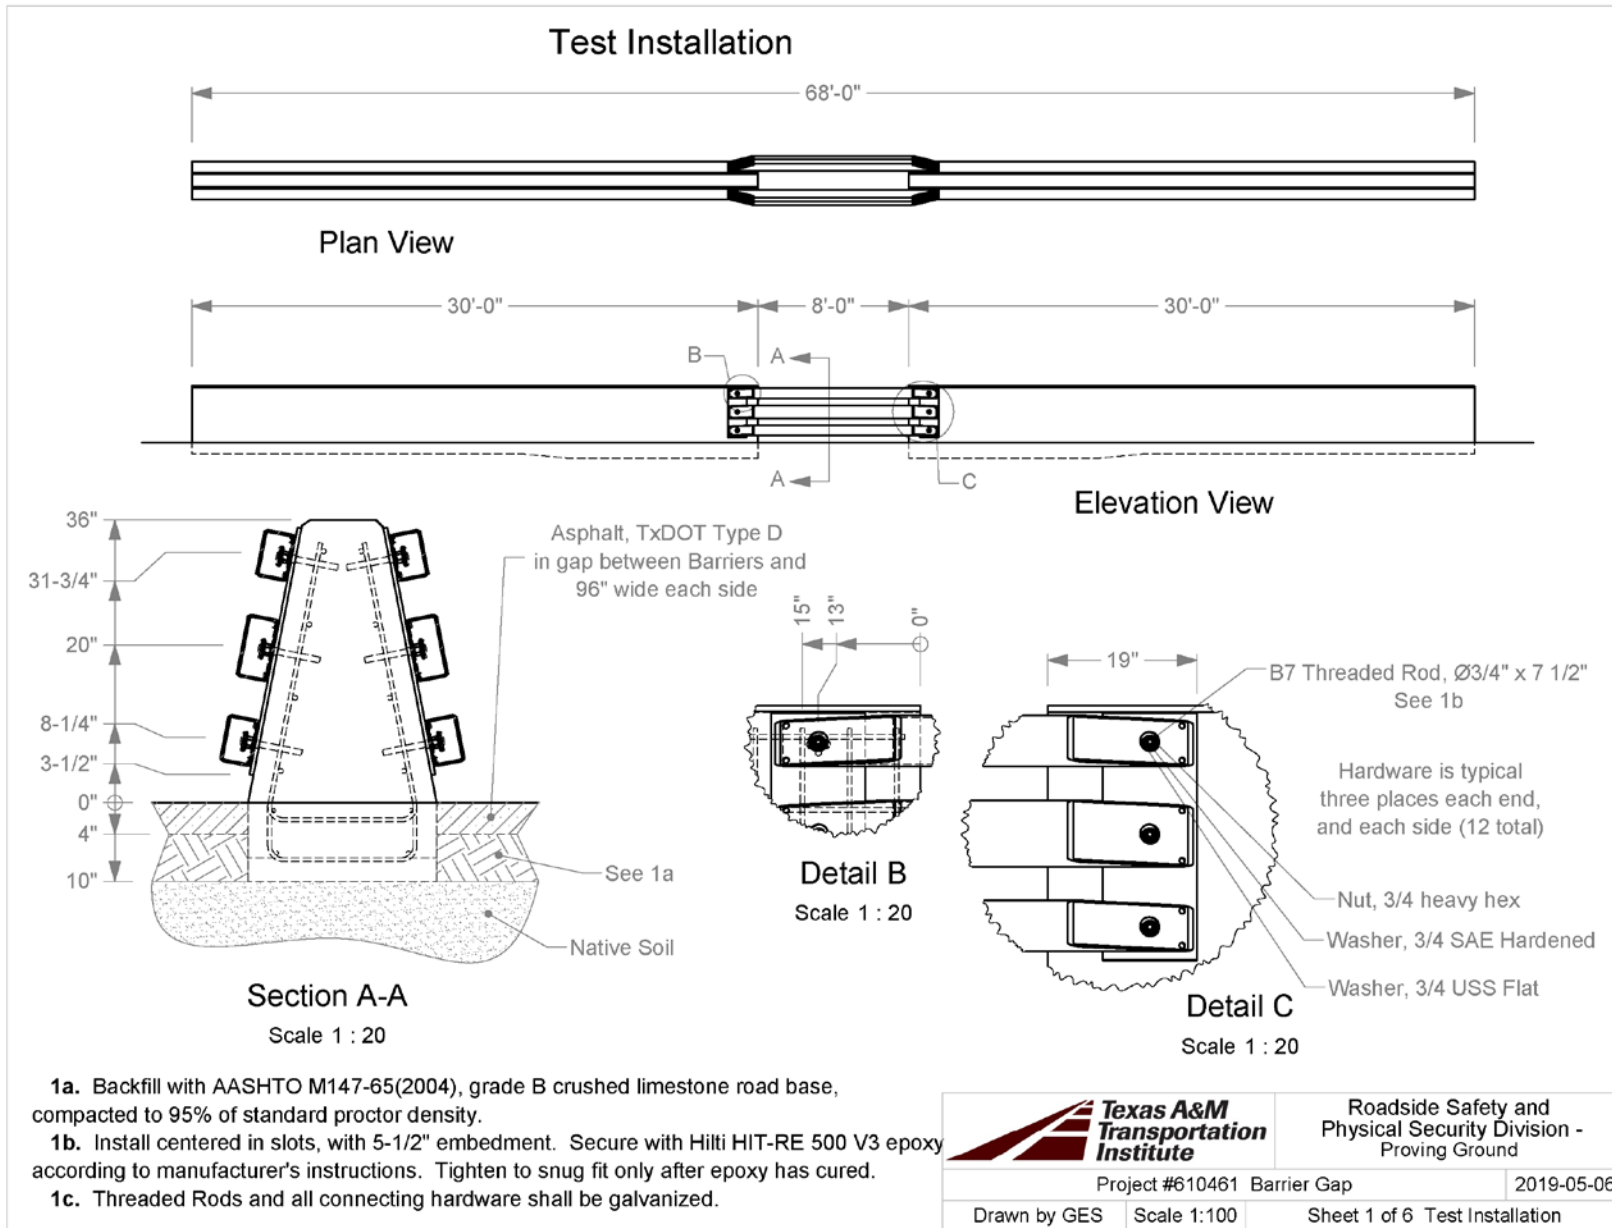 Test Installation
68'-0"
Plan View
30'-0"
8'-0"
30'-0"
B
A
A
C
Elevation View
36"
31-3/4"
20"
8-1/4"
3-1/2"
0"
4"
10"
Asphalt, TxDOT Type D
in gap between Barriers and
96" wide each side
See 1a
Native Soil
Section A-A
Scale 1 : 20
15"
13"
0"
Detail B
Scale 1 : 20
19"
B7 Threaded Rod, Ø3/4" x 7 1/2"
See 1b
Hardware is typical
three places each end,
and each side (12 total)
Nut, 3/4 heavy hex
Washer, 3/4 SAE Hardened
Washer, 3/4 USS Flat
Detail C
Scale 1 : 20
1a. Backfill with AASHTO M147-65(2004), grade B crushed limestone road base,
compacted to 95% of standard proctor density.
1b. Install centered in slots, with 5-1/2" embedment. Secure with Hilti HIT-RE 500 V3 epoxy
according to manufacturer's instructions. Tighten to snug fit only after epoxy has cured.
1c. Threaded Rods and all connecting hardware shall be galvanized.
Texas A&M
Transportation
Institute
Roadside Safety and
Physical Security Division -
Proving Ground
Project #610461 Barrier Gap
2019-05-06
Drawn by GES
Scale 1:100
Sheet 1 of 6 Test Installation